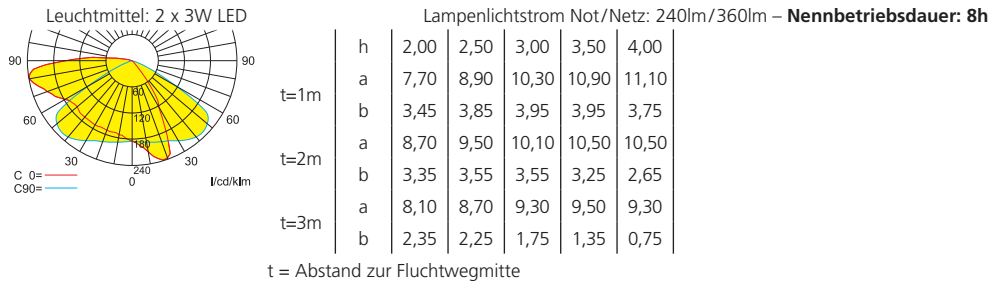 Leuchtmittel: 2 x 3W LED
Lampenlichtstrom Not/Netz: 240lm/360lm – Nennbetriebsdauer: 8h
90 90
60 60
30 30
60
120
180
240
0
C 0=
C90=
I/cd/klm
h 2,00 2,50 3,00 3,50 4,00
t=1m
a 7,70 8,90 10,30 10,90 11,10
b 3,45 3,85 3,95 3,95 3,75
t=2m
a 8,70 9,50 10,10 10,50 10,50
b 3,35 3,55 3,55 3,25 2,65
t=3m
a 8,10 8,70 9,30 9,50 9,30
b 2,35 2,25 1,75 1,35 0,75
t = Abstand zur Fluchtwegmitte